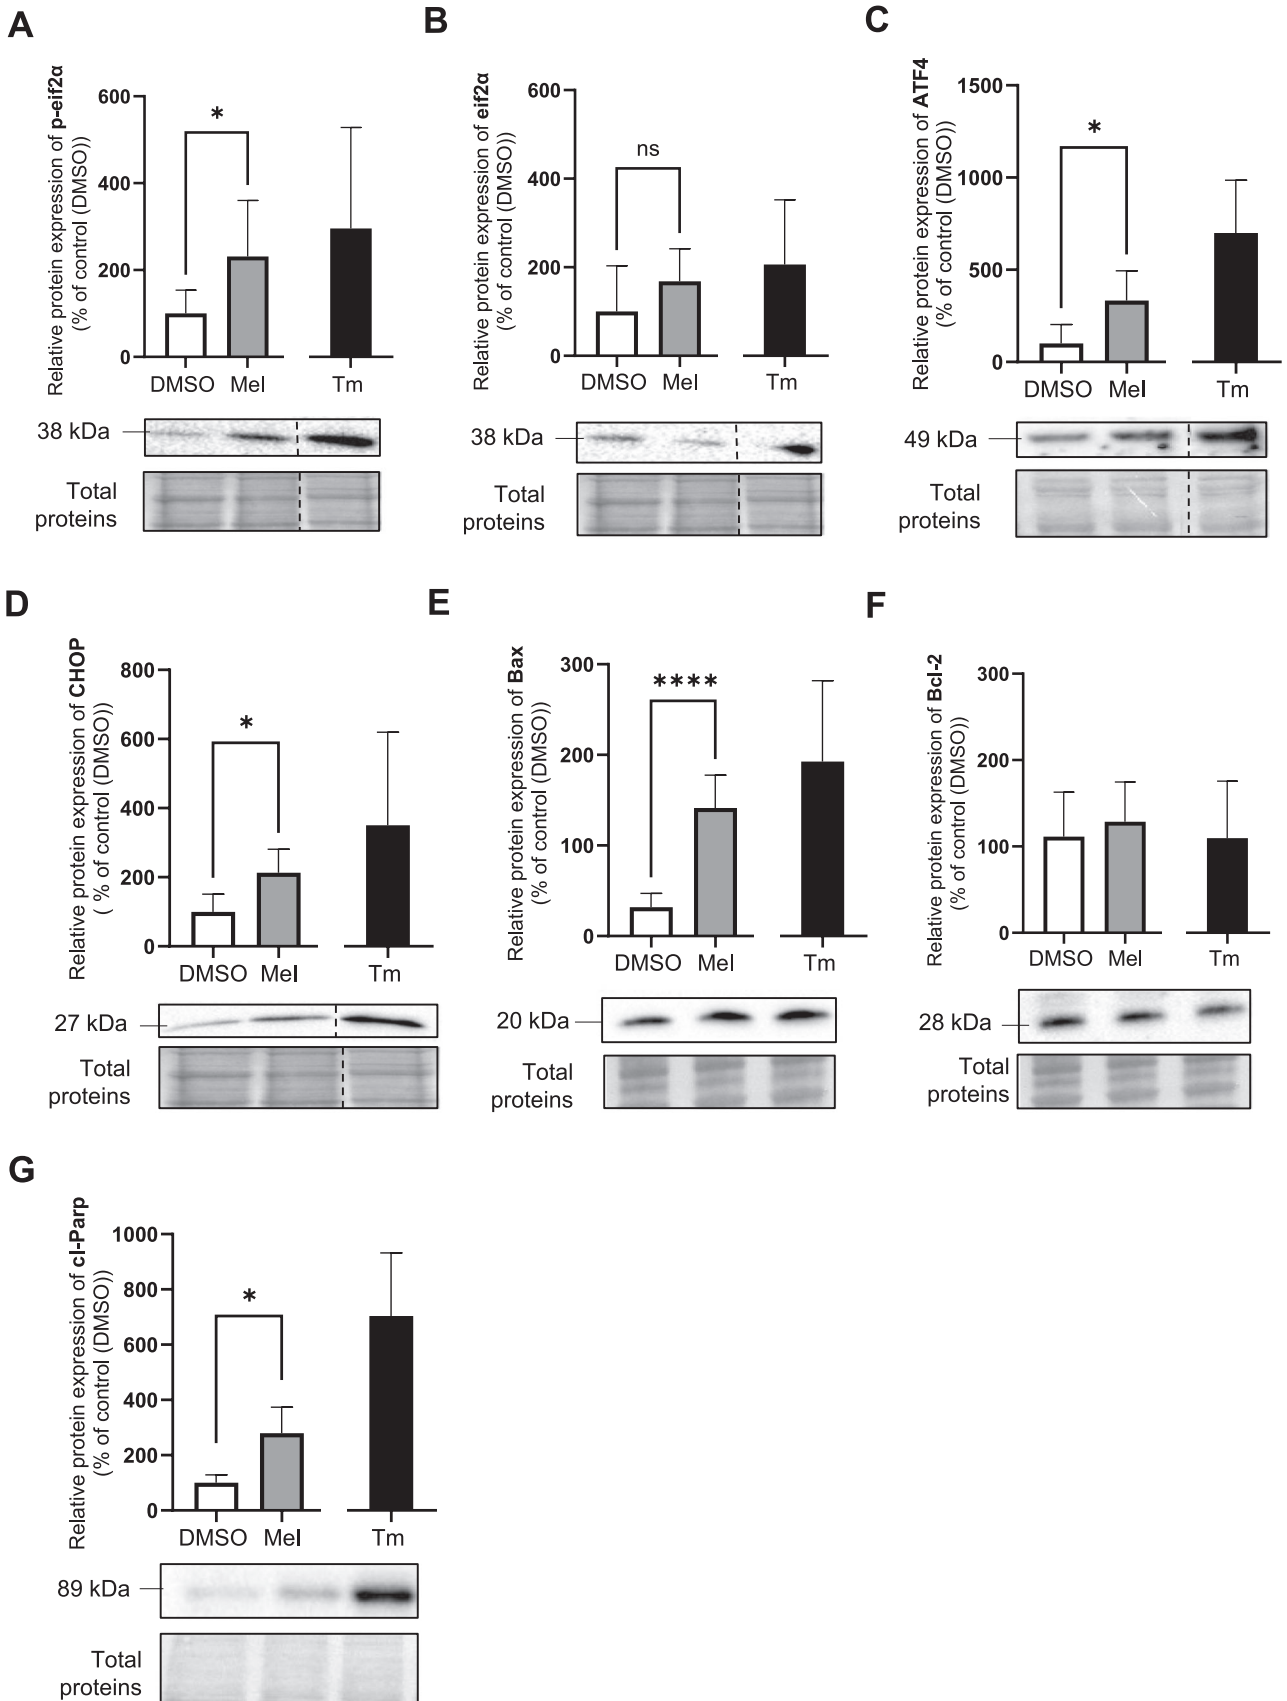 A
Relative protein expression of p-eif2α
(% of control (DMSO))
600
400
200
0
*
DMSO Mel Tm
38 kDa
Total
proteins
B
Relative protein expression of eif2α
(% of control (DMSO))
600
400
200
0
ns
DMSO Mel Tm
38 kDa
Total
proteins
C
Relative protein expression of ATF4
(% of control (DMSO))
1500
1000
500
0
*
DMSO Mel Tm
49 kDa
Total
proteins
D
Relative protein expression of CHOP
( % of control (DMSO))
800
600
400
200
0
*
DMSO Mel Tm
27 kDa
Total
proteins
E
Relative protein expression of Bax
(% of control (DMSO))
300
200
100
0
****
DMSO Mel Tm
20 kDa
Total
proteins
F
Relative protein expression of Bcl-2
(% of control (DMSO))
300
200
100
0
DMSO Mel Tm
28 kDa
Total
proteins
G
Relative protein expression of cl-Parp
(% of control (DMSO))
1000
800
600
400
200
0
*
DMSO Mel Tm
89 kDa
Total
proteins